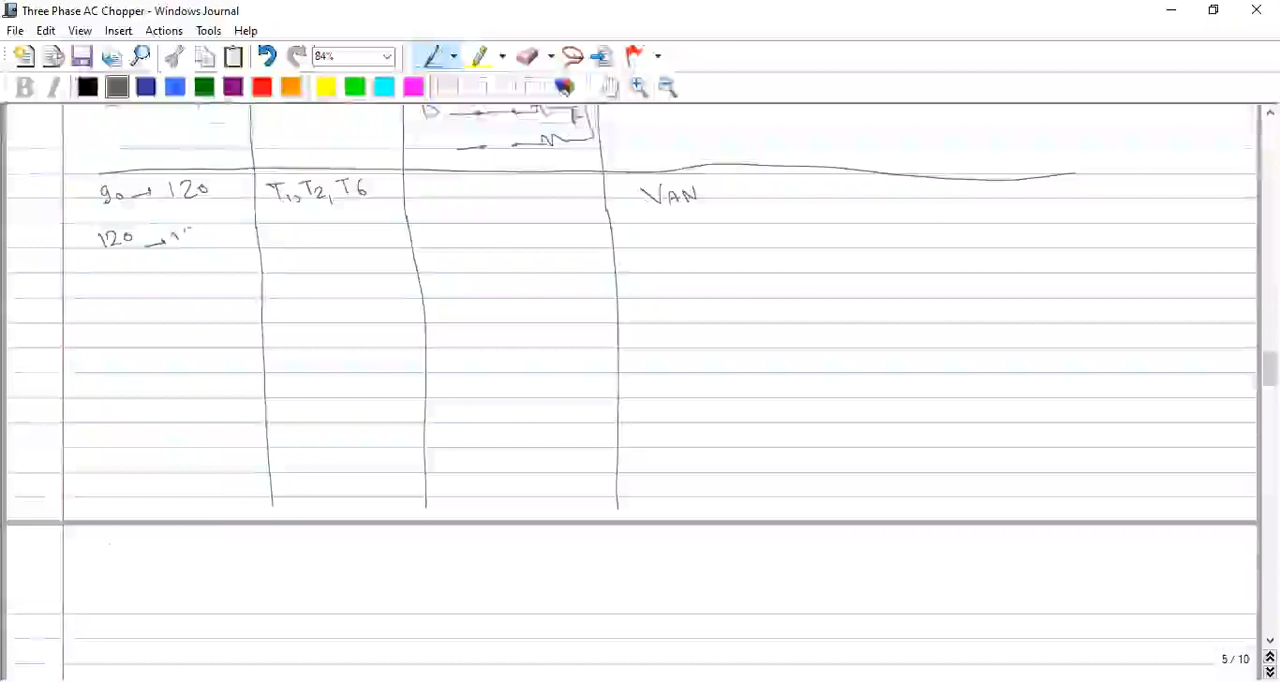 Three Phase AC Chopper - Windows Journal
File Edit View Insert Actions Tools Help
84%
B I
90 → 120 T1, T2, T6 VAN
120 →
5 / 10